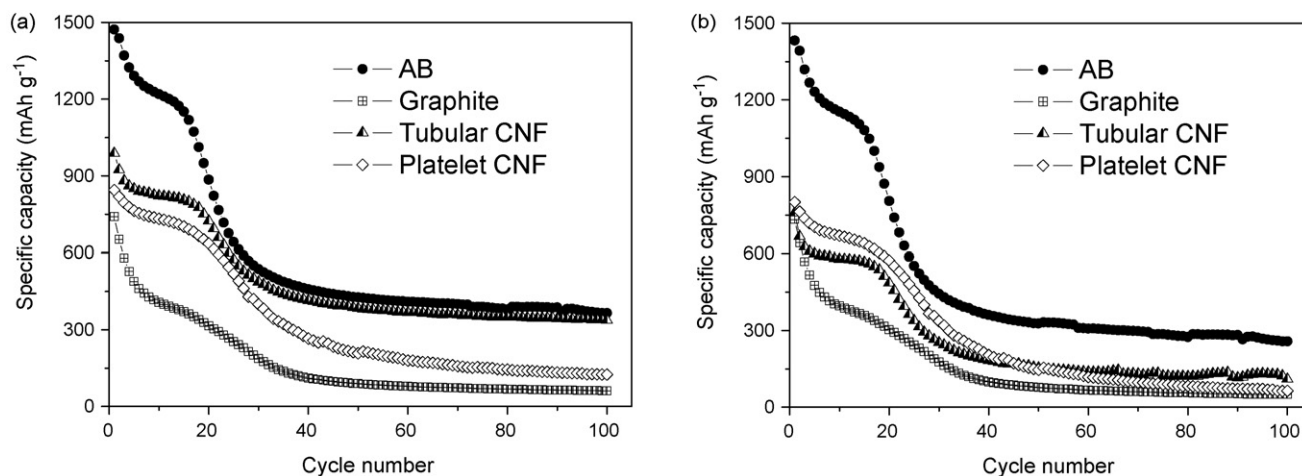 (a)
1500
1200
900
600
300
0
Specific capacity (mAh g⁻¹)
AB
Graphite
Tubular CNF
Platelet CNF
0 20 40 60 80 100
Cycle number
(b)
1500
1200
900
600
300
0
Specific capacity (mAh g⁻¹)
AB
Graphite
Tubular CNF
Platelet CNF
0 20 40 60 80 100
Cycle number